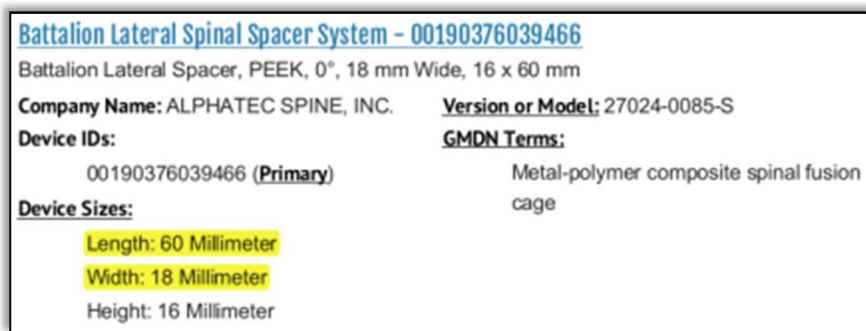 Battalion Lateral Spinal Spacer System - 00190376039466
Battalion Lateral Spacer, PEEK, 0°, 18 mm Wide, 16 x 60 mm
Company Name: ALPHATEC SPINE, INC. Version or Model: 27024-0085-S
Device IDs: GMDN Terms:
00190376039466 (Primary) Metal-polymer composite spinal fusion
cage
Device Sizes:
Length: 60 Millimeter
Width: 18 Millimeter
Height: 16 Millimeter